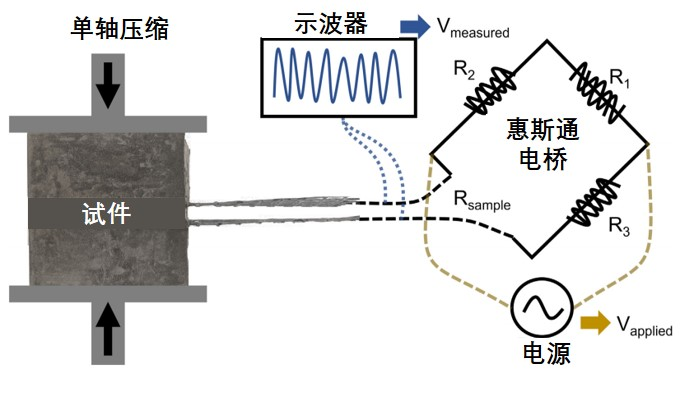 单轴压缩
示波器
V measured
R2
R1
惠斯通
电桥
试件
Rsample
R3
Vapplied
电源